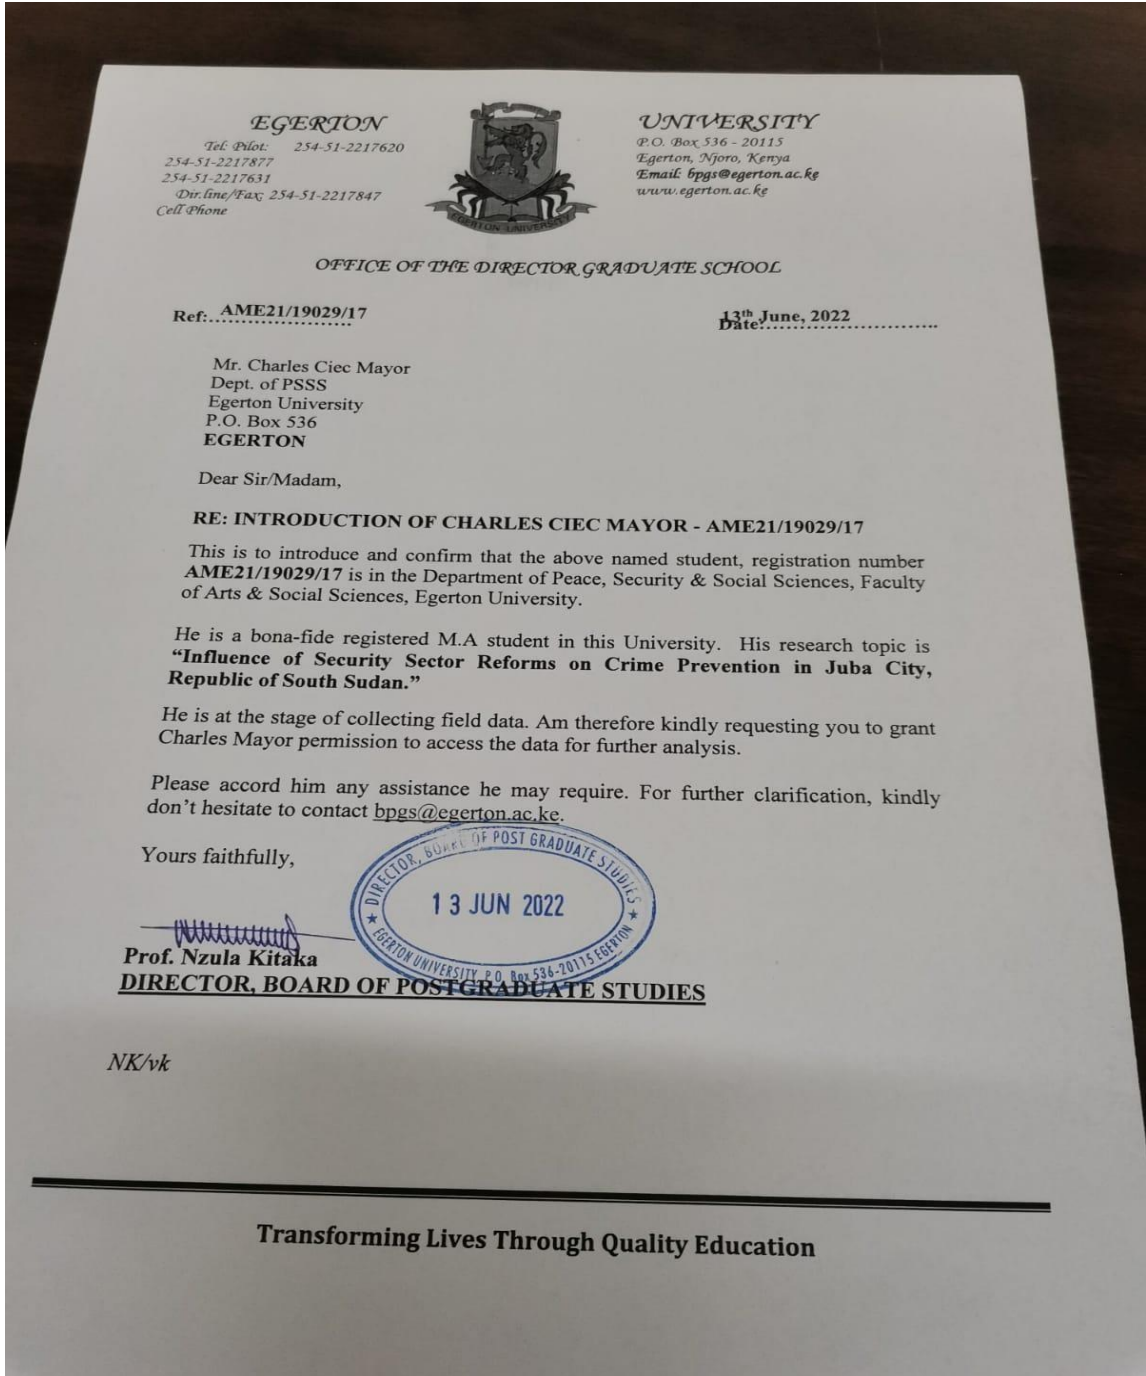 EGERTON
Tel: Pilot: 254-51-2217620
254-51-2217877
254-51-2217631
Dir.line/Fax: 254-51-2217847
Cell Phone
EGERTON UNIVERSITY
UNIVERSITY
P.O. Box 536 - 20115
Egerton, Njoro, Kenya
Email: bpgs@egerton.ac.ke
www.egerton.ac.ke
OFFICE OF THE DIRECTOR GRADUATE SCHOOL
Ref:..AME21/19029/17
13th June, 2022
Date:............................
Mr. Charles Ciec Mayor
Dept. of PSSS
Egerton University
P.O. Box 536
EGERTON
Dear Sir/Madam,
RE: INTRODUCTION OF CHARLES CIEC MAYOR - AME21/19029/17
This is to introduce and confirm that the above named student, registration number
AME21/19029/17 is in the Department of Peace, Security & Social Sciences, Faculty
of Arts & Social Sciences, Egerton University.
He is a bona-fide registered M.A student in this University. His research topic is
“Influence of Security Sector Reforms on Crime Prevention in Juba City,
Republic of South Sudan.”
He is at the stage of collecting field data. Am therefore kindly requesting you to grant
Charles Mayor permission to access the data for further analysis.
Please accord him any assistance he may require. For further clarification, kindly
don’t hesitate to contact bpgs@egerton.ac.ke.
Yours faithfully,
DIRECTOR, BOARD OF POST GRADUATE STUDIES
13 JUN 2022
EGERTON UNIVERSITY P.O. Box 536-20115 EGERTON
Prof. Nzula Kitaka
DIRECTOR, BOARD OF POSTGRADUATE STUDIES
NK/vk
Transforming Lives Through Quality Education